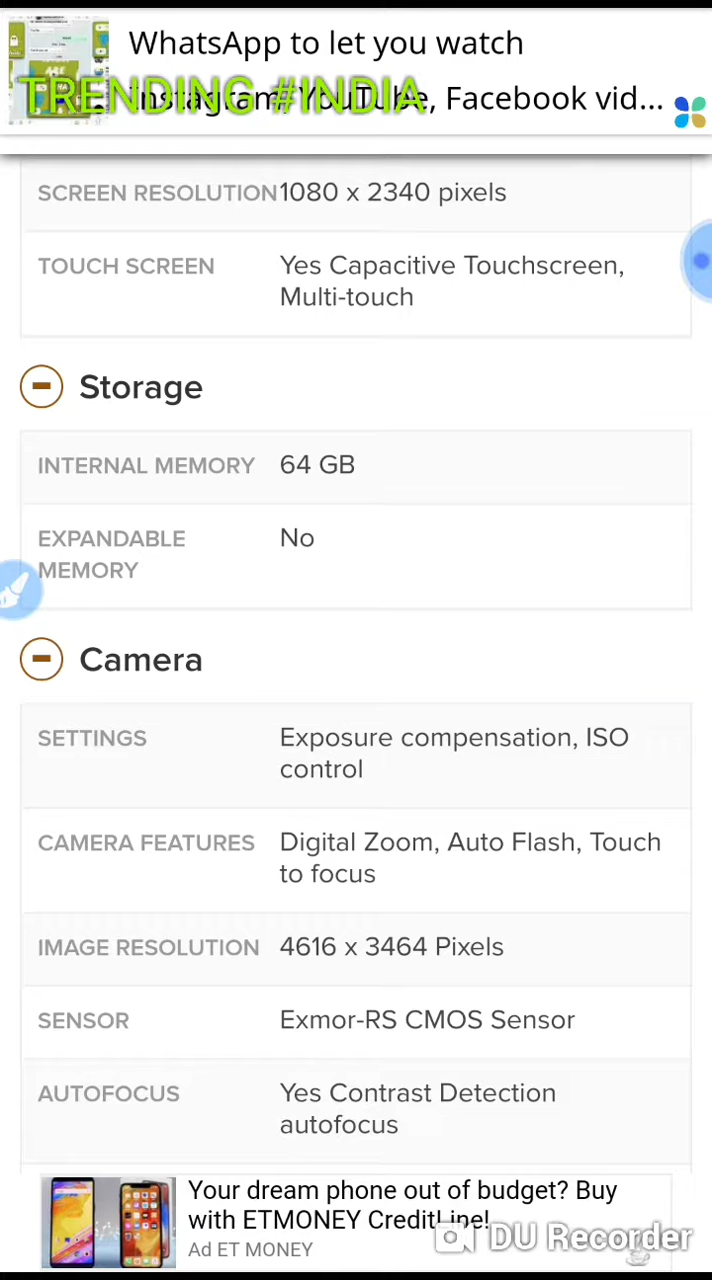 WhatsApp to let you watch
Instagram, YouTube, Facebook vid...
TRENDING #INDIA
SCREEN RESOLUTION 1080 x 2340 pixels
TOUCH SCREEN Yes Capacitive Touchscreen,
Multi-touch
Storage
INTERNAL MEMORY 64 GB
EXPANDABLE No
MEMORY
Camera
SETTINGS Exposure compensation, ISO
control
CAMERA FEATURES Digital Zoom, Auto Flash, Touch
to focus
IMAGE RESOLUTION 4616 x 3464 Pixels
SENSOR Exmor-RS CMOS Sensor
AUTOFOCUS Yes Contrast Detection
autofocus
Your dream phone out of budget? Buy
with ETMONEY CreditLine!
Ad ET MONEY
DU Recorder